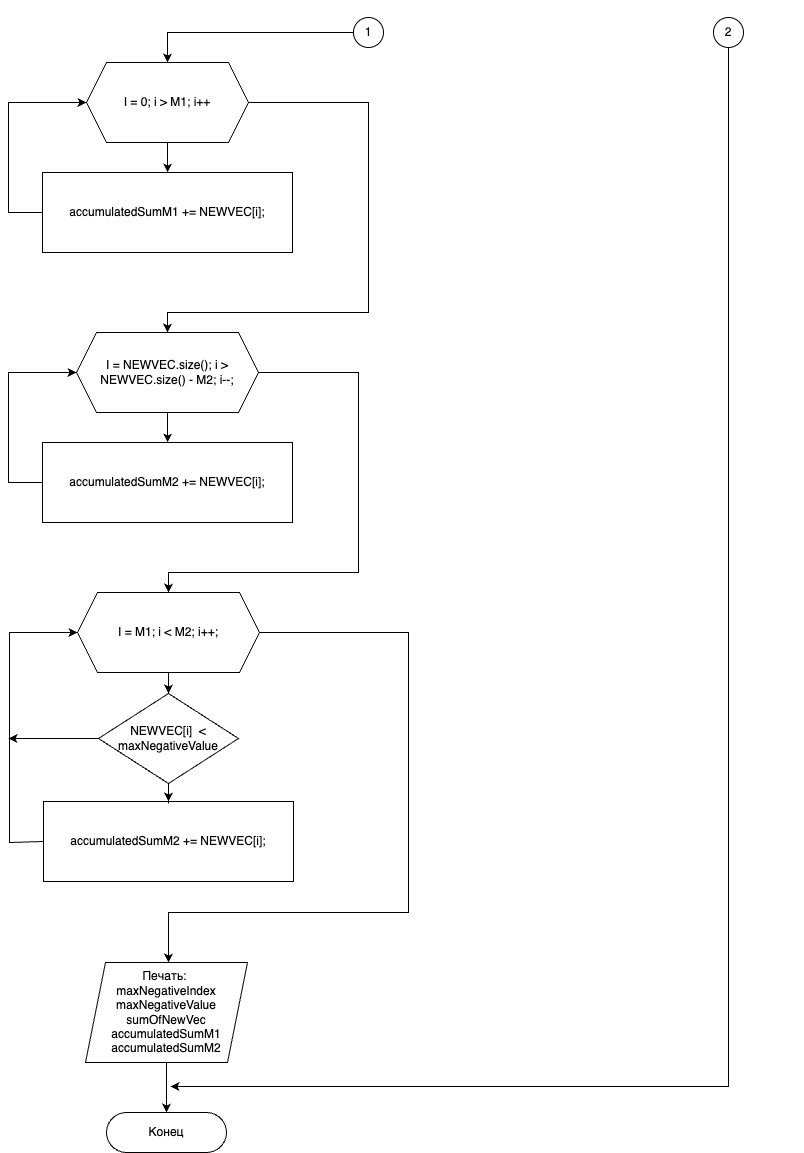 1
2
I = 0; i > M1; i++
accumulatedSumM1 += NEWVEC[i];
I = NEWVEC.size(); i >
NEWVEC.size() - M2; i--;
accumulatedSumM2 += NEWVEC[i];
I = M1; i < M2; i++;
NEWVEC[i] <
maxNegativeValue
accumulatedSumM2 += NEWVEC[i];
Печать:
maxNegativeIndex
maxNegativeValue
sumOfNewVec
accumulatedSumM1
accumulatedSumM2
Конец